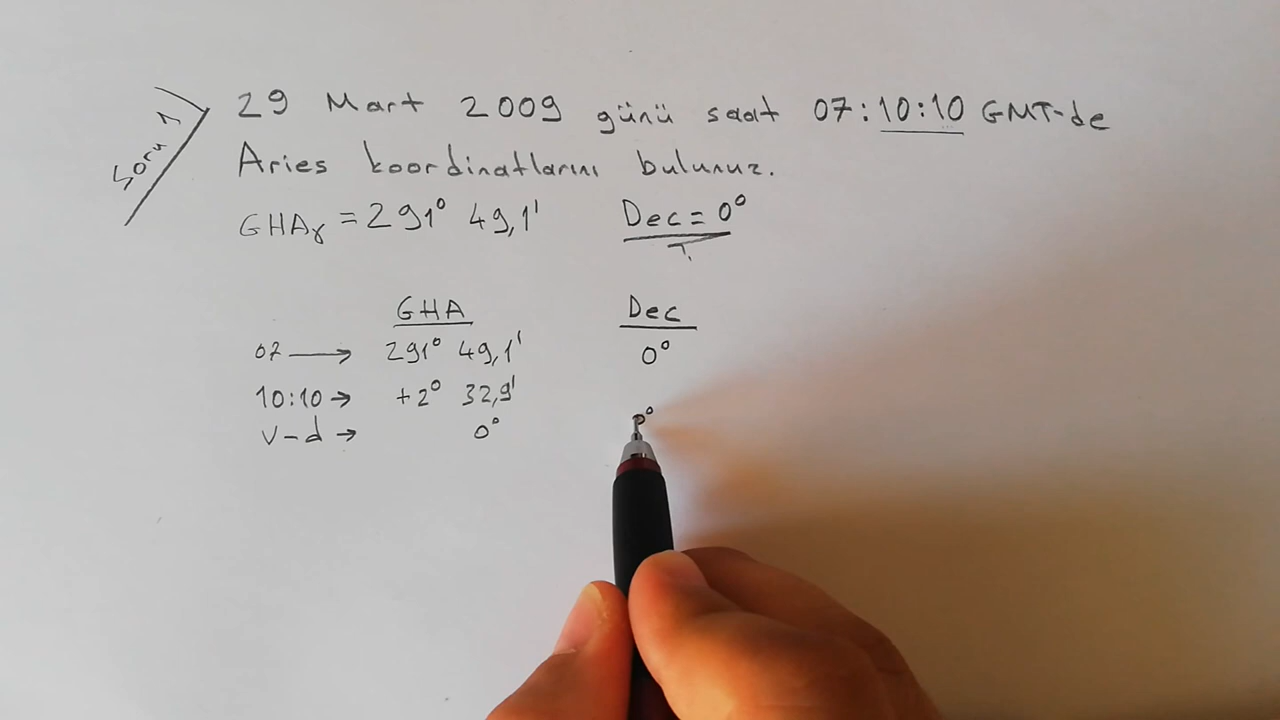 Soru 1
29 Mart 2009 günü saat 07:10:10 GMT-de
Aries koordinatlarını bulunuz.
GHAγ = 291° 49,1' Dec = 0°
T.
GHA Dec
07 → 291° 49,1' 0°
10:10 → +2° 32,9'
v-d → 0° 0°